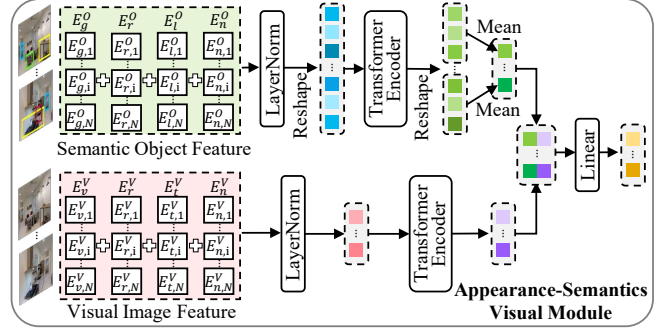 E_g^O E_r^O E_l^O E_n^O
E_{g,1}^O E_{r,1}^O E_{l,1}^O E_{n,1}^O
E_{g,i}^O E_{r,i}^O E_{l,i}^O E_{n,i}^O
E_{g,N}^O E_{r,N}^O E_{l,N}^O E_{n,N}^O
Semantic Object Feature
LayerNorm
Reshape
...
Transformer
Encoder
Reshape
...
...
Mean
...
Mean
...
Linear
...
E_v^V E_r^V E_t^V E_n^V
E_{v,1}^V E_{r,1}^V E_{t,1}^V E_{n,1}^V
E_{v,i}^V E_{r,i}^V E_{t,i}^V E_{n,i}^V
E_{v,N}^V E_{r,N}^V E_{t,N}^V E_{n,N}^V
Visual Image Feature
LayerNorm
...
Transformer
Encoder
...
Appearance-Semantics
Visual Module